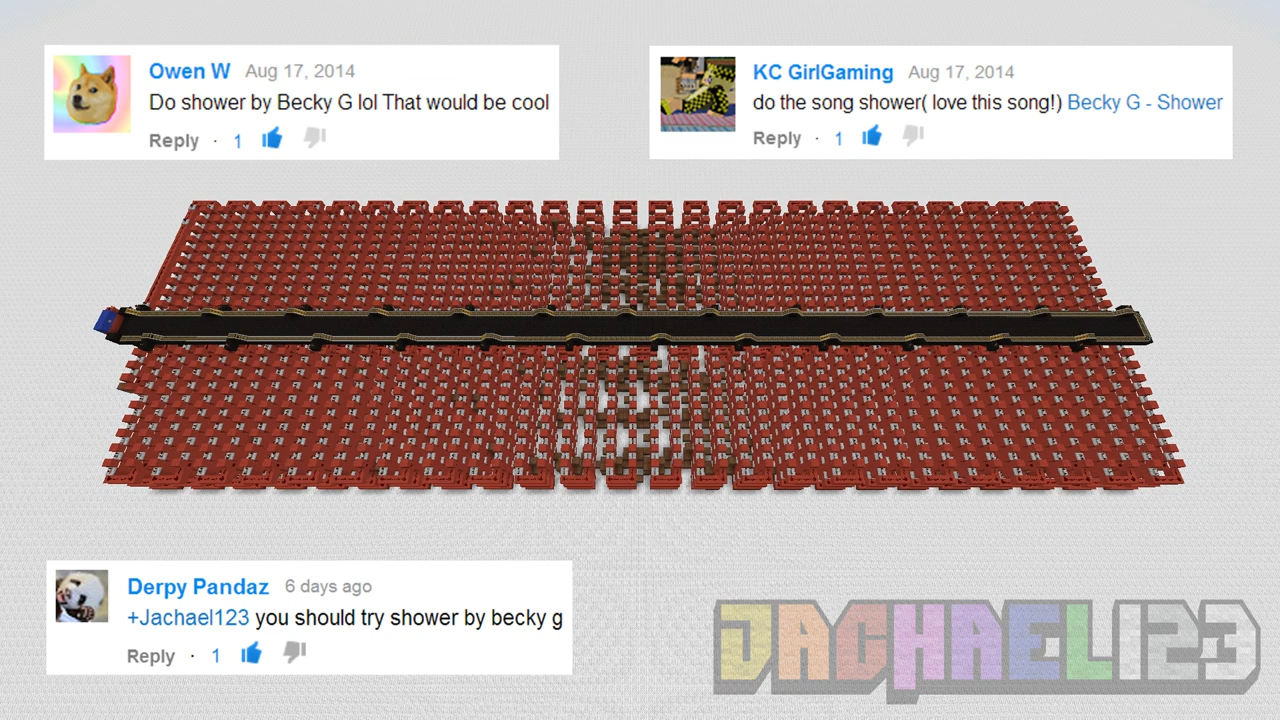 Owen W Aug 17, 2014
Do shower by Becky G lol That would be cool
Reply · 1
KC GirlGaming Aug 17, 2014
do the song shower( love this song!) Becky G - Shower
Reply · 1
Derpy Pandaz 6 days ago
+Jachael123 you should try shower by becky g
Reply · 1
JACHAEL123